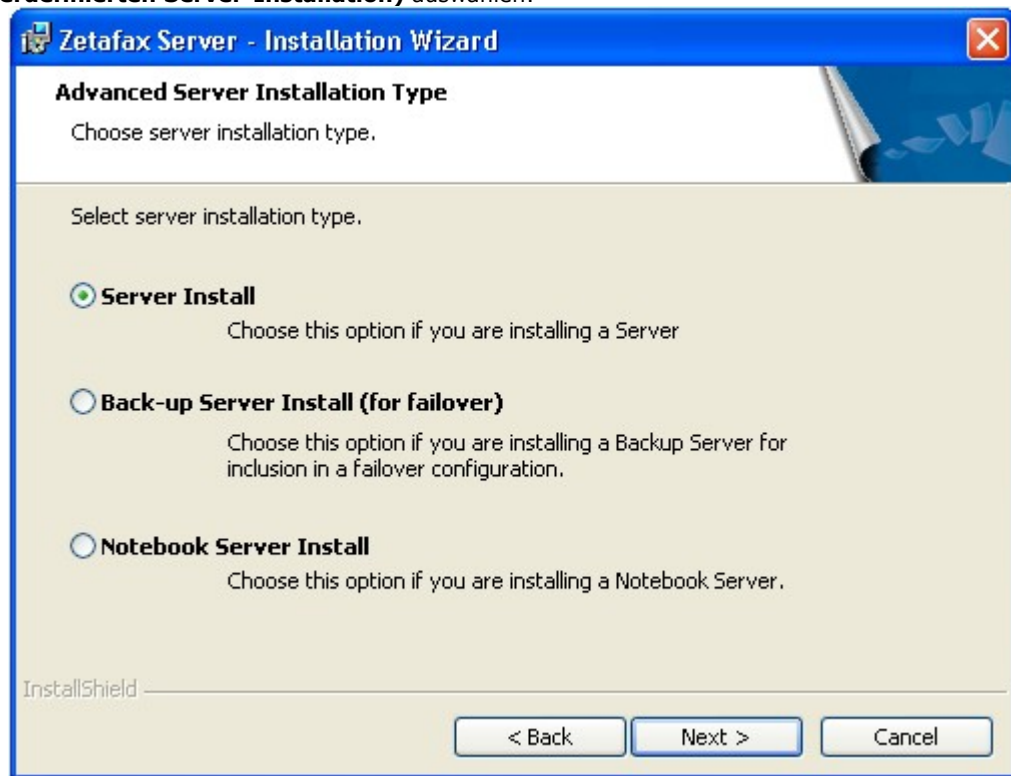 Server-Installation) auswählen.
Zetafax Server - Installation Wizard
Advanced Server Installation Type
Choose server installation type.
Select server installation type.
Server Install
Choose this option if you are installing a Server
Back-up Server Install (for failover)
Choose this option if you are installing a Backup Server for
inclusion in a failover configuration.
Notebook Server Install
Choose this option if you are installing a Notebook Server.
InstallShield
< Back Next > Cancel